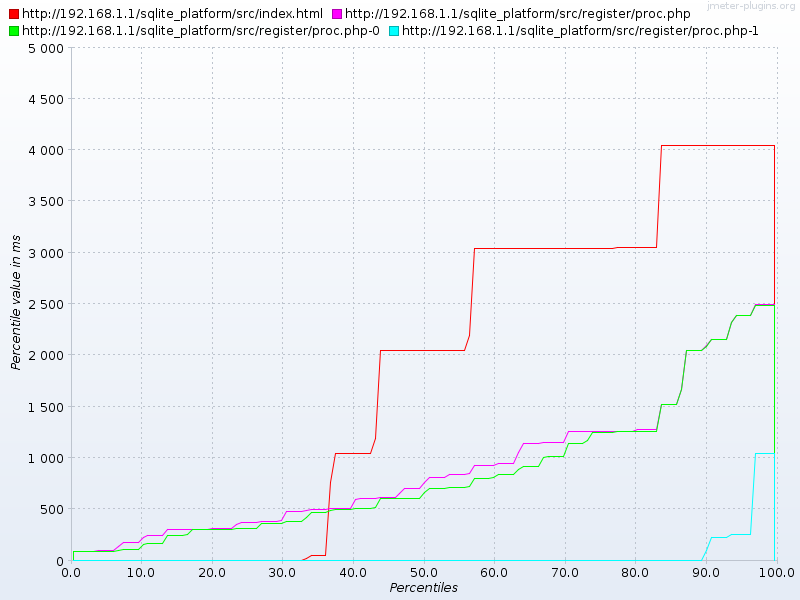 jmeter-plugins.org
http://192.168.1.1/sqlite_platform/src/index.html http://192.168.1.1/sqlite_platform/src/register/proc.php
http://192.168.1.1/sqlite_platform/src/register/proc.php-0 http://192.168.1.1/sqlite_platform/src/register/proc.php-1
5 000
4 500
4 000
3 500
3 000
2 500
2 000
1 500
1 000
500
0
Percentile value in ms
0.0 10.0 20.0 30.0 40.0 50.0 60.0 70.0 80.0 90.0 100.0
Percentiles